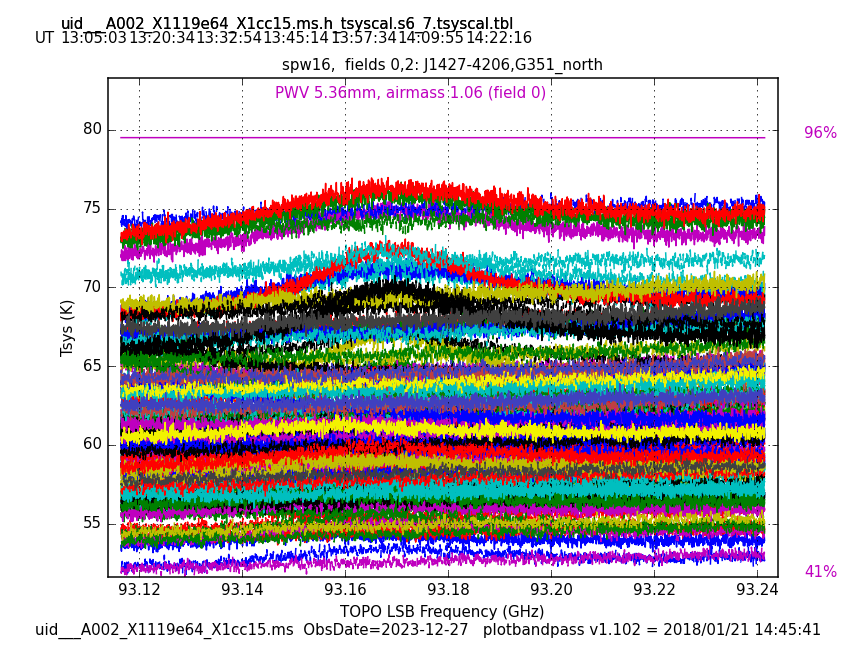 uid___A002_X1119e64_X1cc15.ms.h_tsyscal.s6_7.tsyscal.tbl
UT 13:05:03 13:20:34 13:32:54 13:45:14 13:57:34 14:09:55 14:22:16
spw16, fields 0,2: J1427-4206,G351_north
PWV 5.36mm, airmass 1.06 (field 0)
96%
80
75
70
65
60
55
Tsys (K)
41%
93.12 93.14 93.16 93.18 93.20 93.22 93.24
TOPO LSB Frequency (GHz)
uid___A002_X1119e64_X1cc15.ms ObsDate=2023-12-27 plotbandpass v1.102 = 2018/01/21 14:45:41